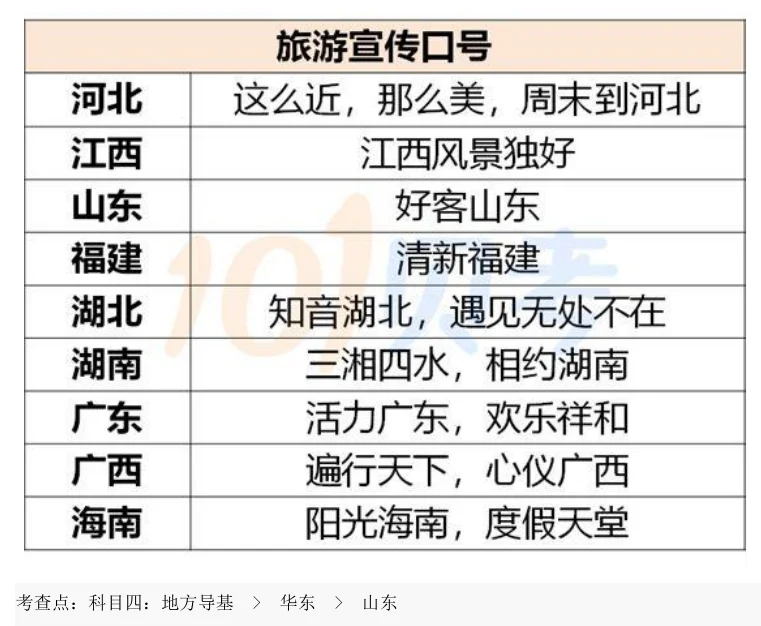 旅游宣传口号
河北 这么近，那么美，周末到河北
江西 江西风景独好
山东 好客山东
福建 清新福建
湖北 知音湖北，遇见无处不在
湖南 三湘四水，相约湖南
广东 活力广东，欢乐祥和
广西 遍行天下，心仪广西
海南 阳光海南，度假天堂
101贝考
考查点：科目四：地方导基 > 华东 > 山东